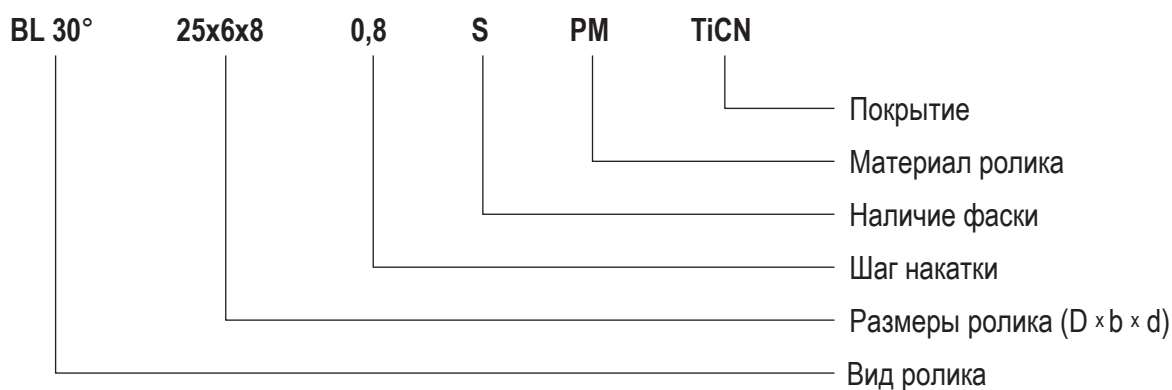 BL 30° 25x6x8 0,8 S PM TiCN
Покрытие
Материал ролика
Наличие фаски
Шаг накатки
Размеры ролика (D x b x d)
Вид ролика